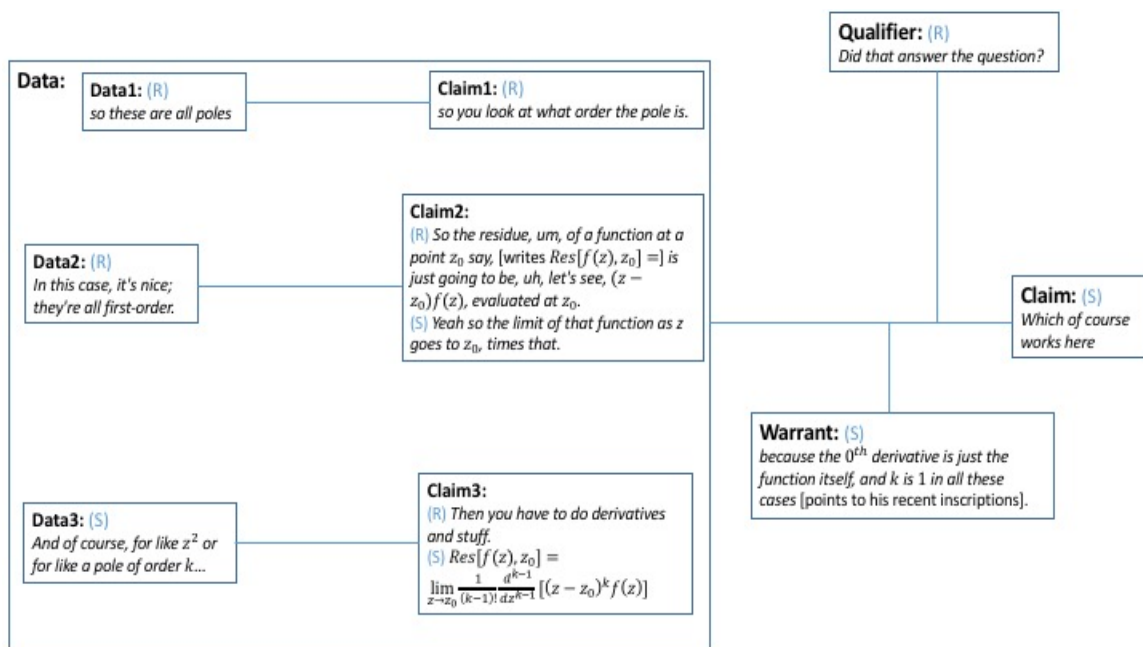 Qualifier: (R)
Did that answer the question?
Data:
Data1: (R)
so these are all poles
Claim1: (R)
so you look at what order the pole is.
Data2: (R)
In this case, it's nice;
they're all first-order.
Claim2:
(R) So the residue, um, of a function at a
point z₀ say, [writes Res[f(z), z₀] =] is
just going to be, uh, let's see, (z −
z₀)f(z), evaluated at z₀.
(S) Yeah so the limit of that function as z
goes to z₀, times that.
Claim: (S)
Which of course
works here
Warrant: (S)
because the 0ᵗʰ derivative is just the
function itself, and k is 1 in all these
cases [points to his recent inscriptions].
Data3: (S)
And of course, for like z² or
for like a pole of order k...
Claim3:
(R) Then you have to do derivatives
and stuff.
(S) Res[f(z), z₀] =
lim z→z₀ 1/(k−1)! dᵏ⁻¹/dzᵏ⁻¹ [(z − z₀)ᵏf(z)]